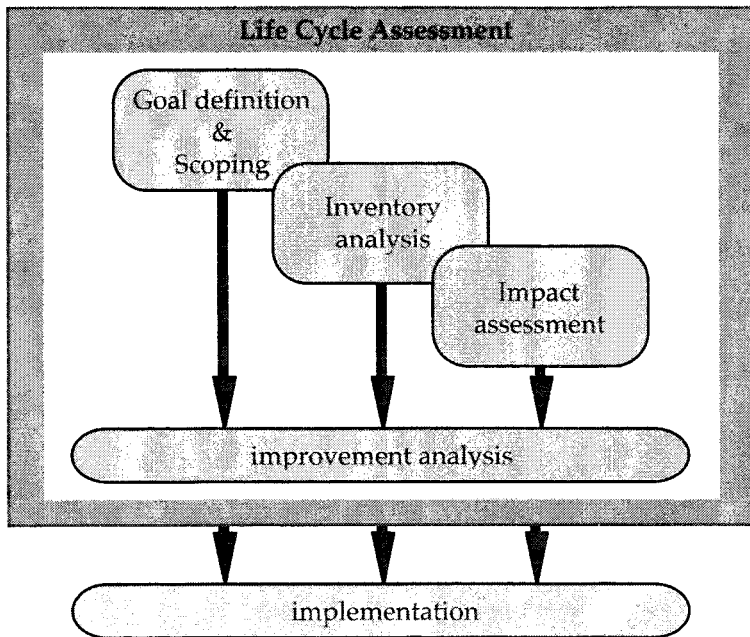 Life Cycle Assessment
Goal definition
&
Scoping
Inventory
analysis
Impact
assessment
improvement analysis
implementation